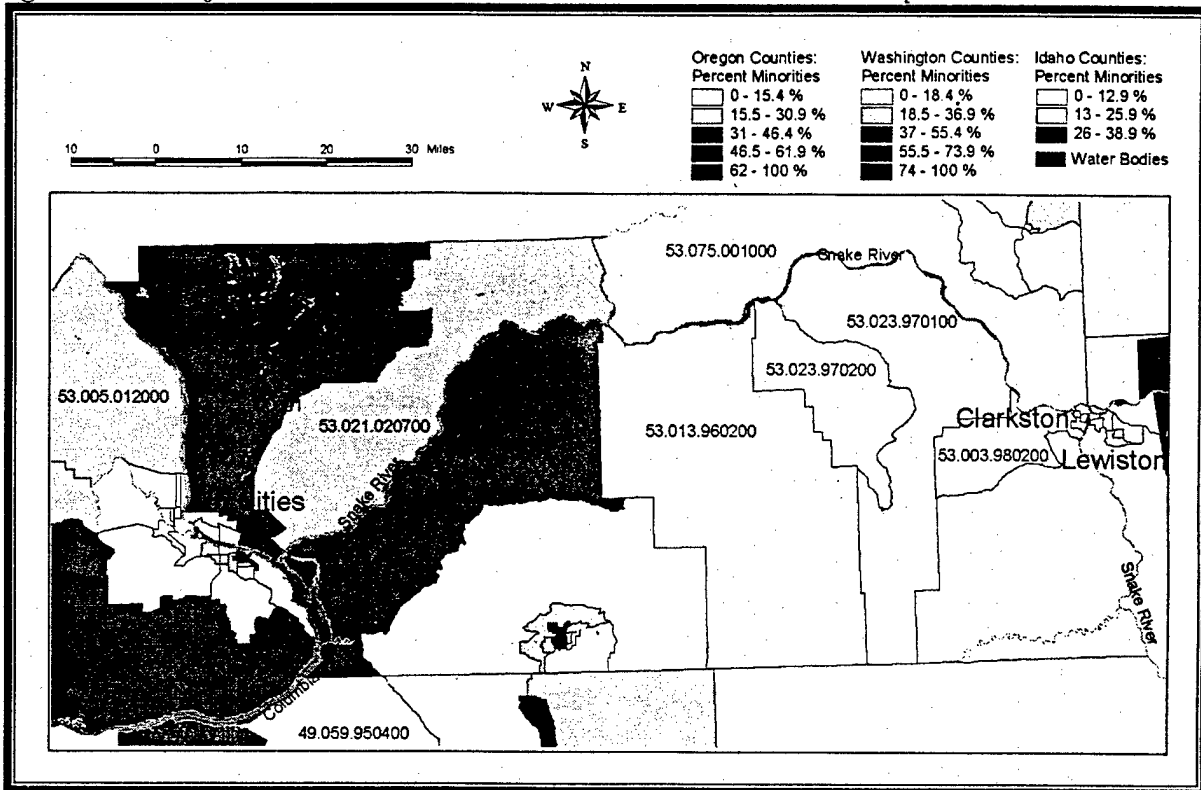 Oregon Counties:
Percent Minorities
0 - 15.4 %
15.5 - 30.9 %
31 - 46.4 %
46.5 - 61.9 %
62 - 100 %
Washington Counties:
Percent Minorities
0 - 18.4 %
18.5 - 36.9 %
37 - 55.4 %
55.5 - 73.9 %
74 - 100 %
Idaho Counties:
Percent Minorities
0 - 12.9 %
13 - 25.9 %
26 - 38.9 %
Water Bodies
N
W E
S
10 0 10 20 30 Miles
53.075.001000
Snake River
53.023.970100
53.023.970200
53.005.012000
53.021.020700
53.013.960200
Clarkston
53.003.980200
Lewiston
ities
Snake River
Snake River
Columbia
49.059.950400